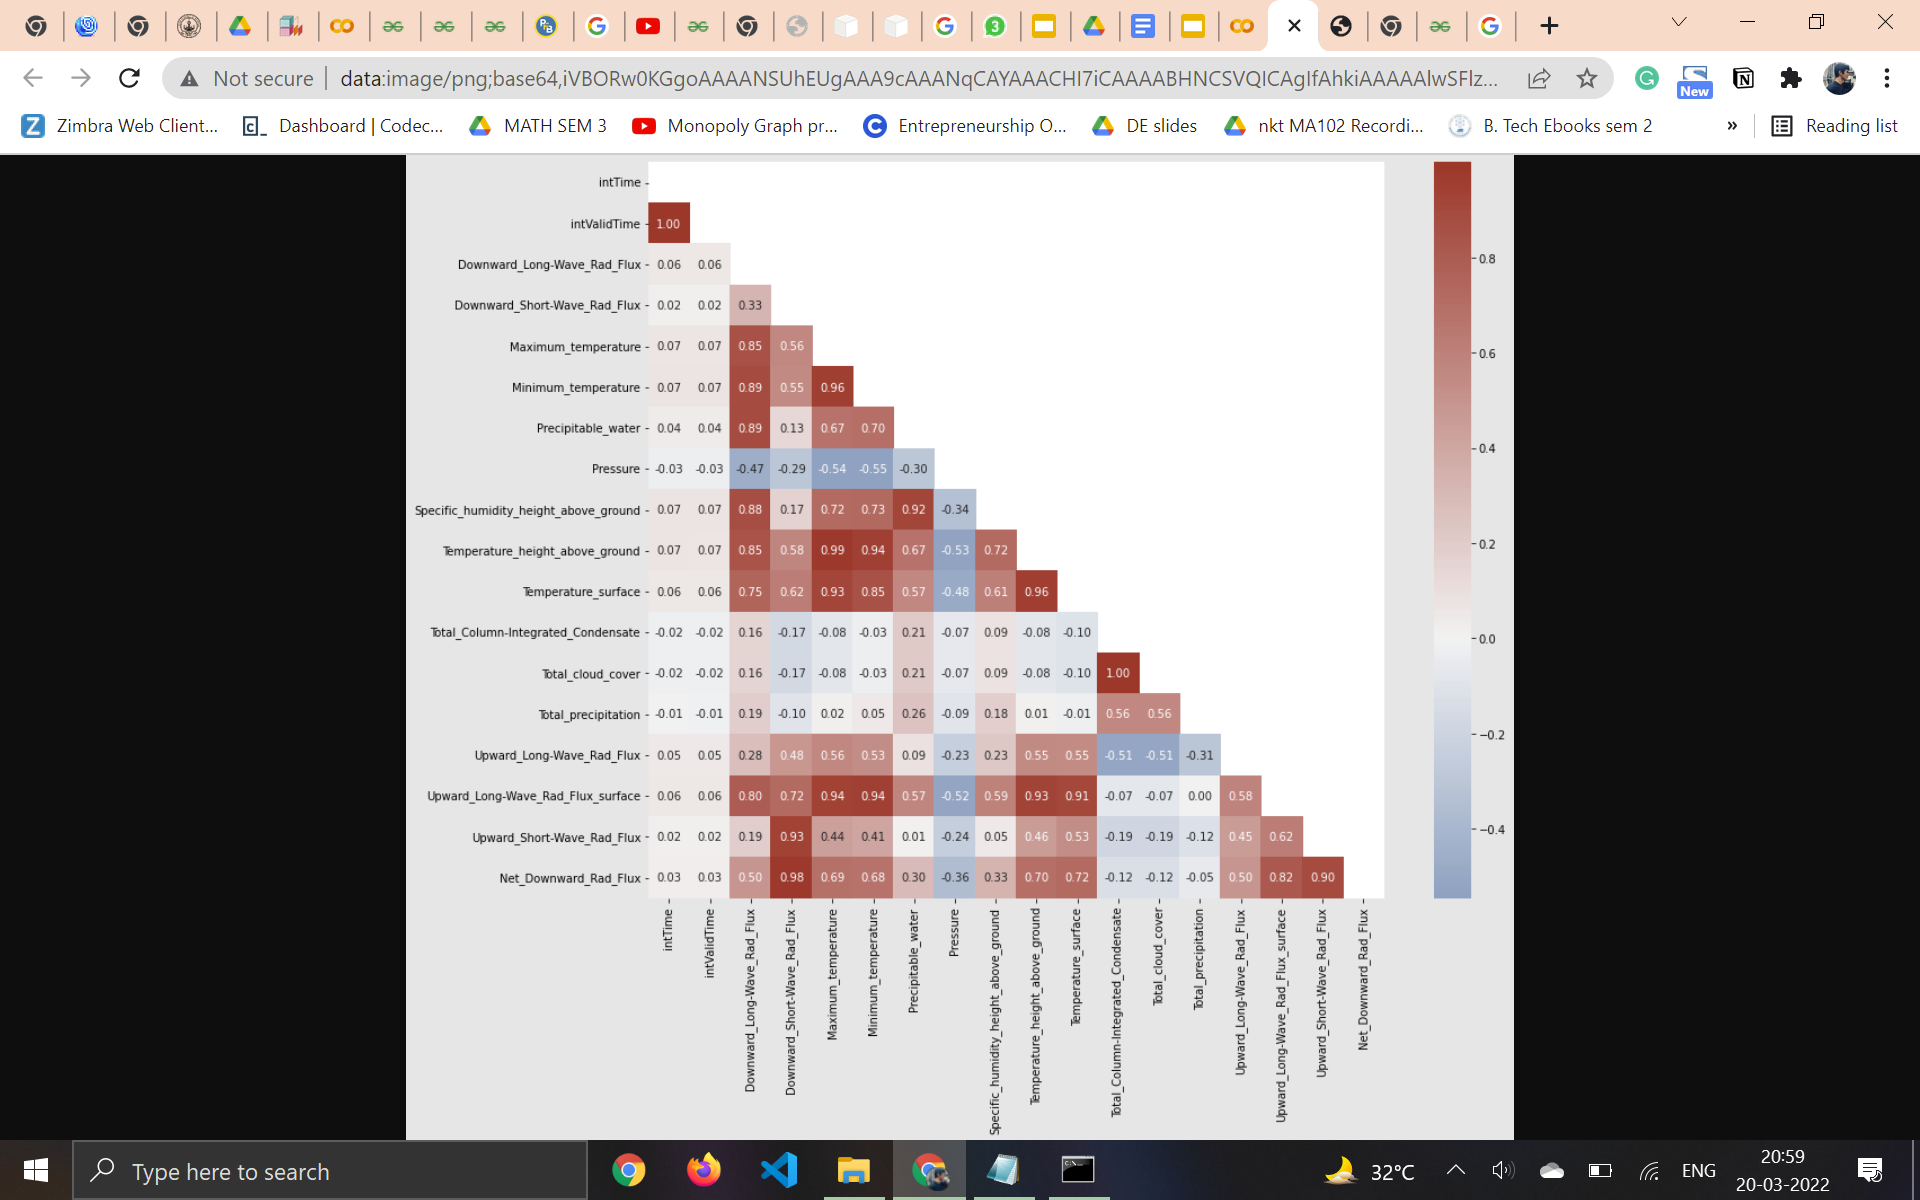 3
Not secure
data:image/png;base64,iVBORw0KGgoAAAANSUhEUgAAA9cAAANqCAYAAACHI7iCAAAABHNCSVQICAgIfAhkiAAAAAlwSFlz...
New
Zimbra Web Client...
Dashboard | Codec...
MATH SEM 3
Monopoly Graph pr...
Entrepreneurship O...
DE slides
nkt MA102 Recordi...
B. Tech Ebooks sem 2
»
Reading list
intTime
intValidTime 1.00
Downward_Long-Wave_Rad_Flux 0.06 0.06
Downward_Short-Wave_Rad_Flux 0.02 0.02 0.33
Maximum_temperature 0.07 0.07 0.85 0.56
Minimum_temperature 0.07 0.07 0.89 0.55 0.96
Precipitable_water 0.04 0.04 0.89 0.13 0.67 0.70
Pressure -0.03 -0.03 -0.47 -0.29 -0.54 -0.55 -0.30
Specific_humidity_height_above_ground 0.07 0.07 0.88 0.17 0.72 0.73 0.92 -0.34
Temperature_height_above_ground 0.07 0.07 0.85 0.58 0.99 0.94 0.67 -0.53 0.72
Temperature_surface 0.06 0.06 0.75 0.62 0.93 0.85 0.57 -0.48 0.61 0.96
Total_Column-Integrated_Condensate -0.02 -0.02 0.16 -0.17 -0.08 -0.03 0.21 -0.07 0.09 -0.08 -0.10
Total_cloud_cover -0.02 -0.02 0.16 -0.17 -0.08 -0.03 0.21 -0.07 0.09 -0.08 -0.10 1.00
Total_precipitation -0.01 -0.01 0.19 -0.10 0.02 0.05 0.26 -0.09 0.18 0.01 -0.01 0.56 0.56
Upward_Long-Wave_Rad_Flux 0.05 0.05 0.28 0.48 0.56 0.53 0.09 -0.23 0.23 0.55 0.55 -0.51 -0.51 -0.31
Upward_Long-Wave_Rad_Flux_surface 0.06 0.06 0.80 0.72 0.94 0.94 0.57 -0.52 0.59 0.93 0.91 -0.07 -0.07 0.00 0.58
Upward_Short-Wave_Rad_Flux 0.02 0.02 0.19 0.93 0.44 0.41 0.01 -0.24 0.05 0.46 0.53 -0.19 -0.19 -0.12 0.45 0.62
Net_Downward_Rad_Flux 0.03 0.03 0.50 0.98 0.69 0.68 0.30 -0.36 0.33 0.70 0.72 -0.12 -0.12 -0.05 0.50 0.82 0.90
intTime
intValidTime
Downward_Long-Wave_Rad_Flux
Downward_Short-Wave_Rad_Flux
Maximum_temperature
Minimum_temperature
Precipitable_water
Pressure
Specific_humidity_height_above_ground
Temperature_height_above_ground
Temperature_surface
Total_Column-Integrated_Condensate
Total_cloud_cover
Total_precipitation
Upward_Long-Wave_Rad_Flux
Upward_Long-Wave_Rad_Flux_surface
Upward_Short-Wave_Rad_Flux
Net_Downward_Rad_Flux
0.8
0.6
0.4
0.2
0.0
−0.2
−0.4
Type here to search
32°C
ENG
20:59
20-03-2022